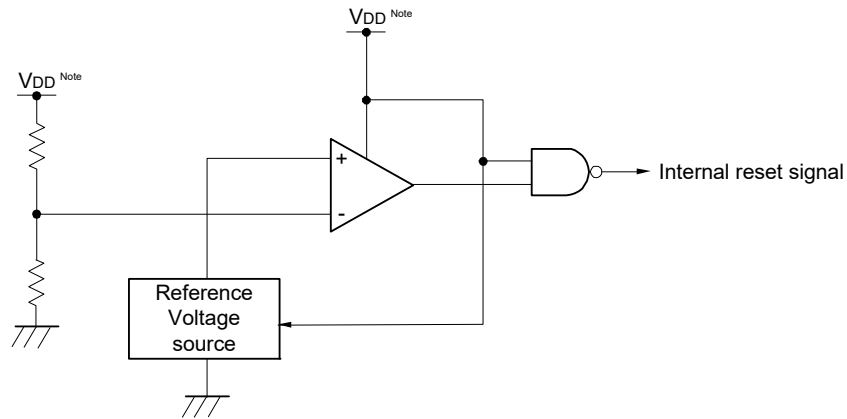 VDD Note
VDD Note
+
-
Internal reset signal
Reference
Voltage
source